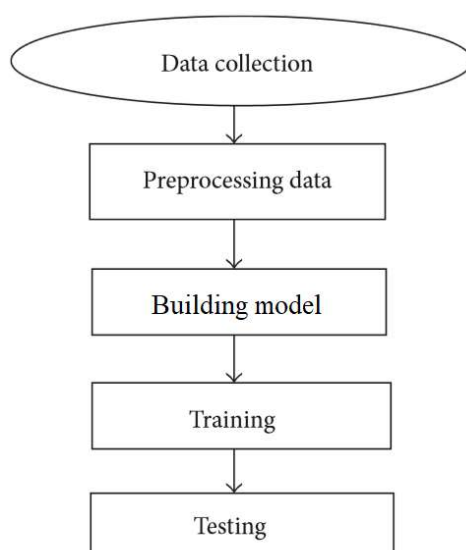 Data collection
Preprocessing data
Building model
Training
Testing